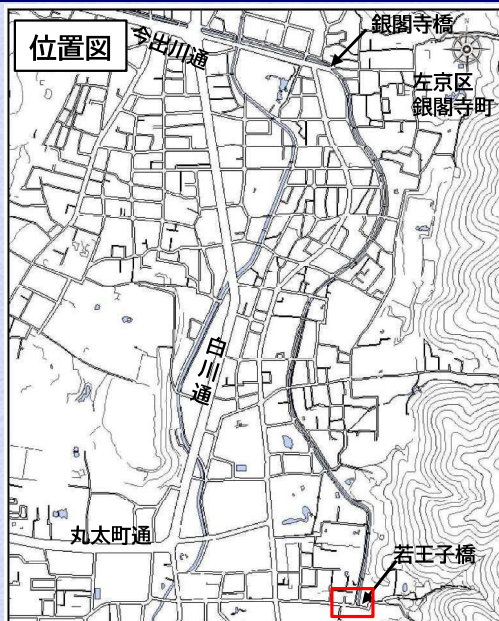 位置図
今出川通
銀閣寺橋
左京区
銀閣寺町
白川通
丸太町通
若王子橋